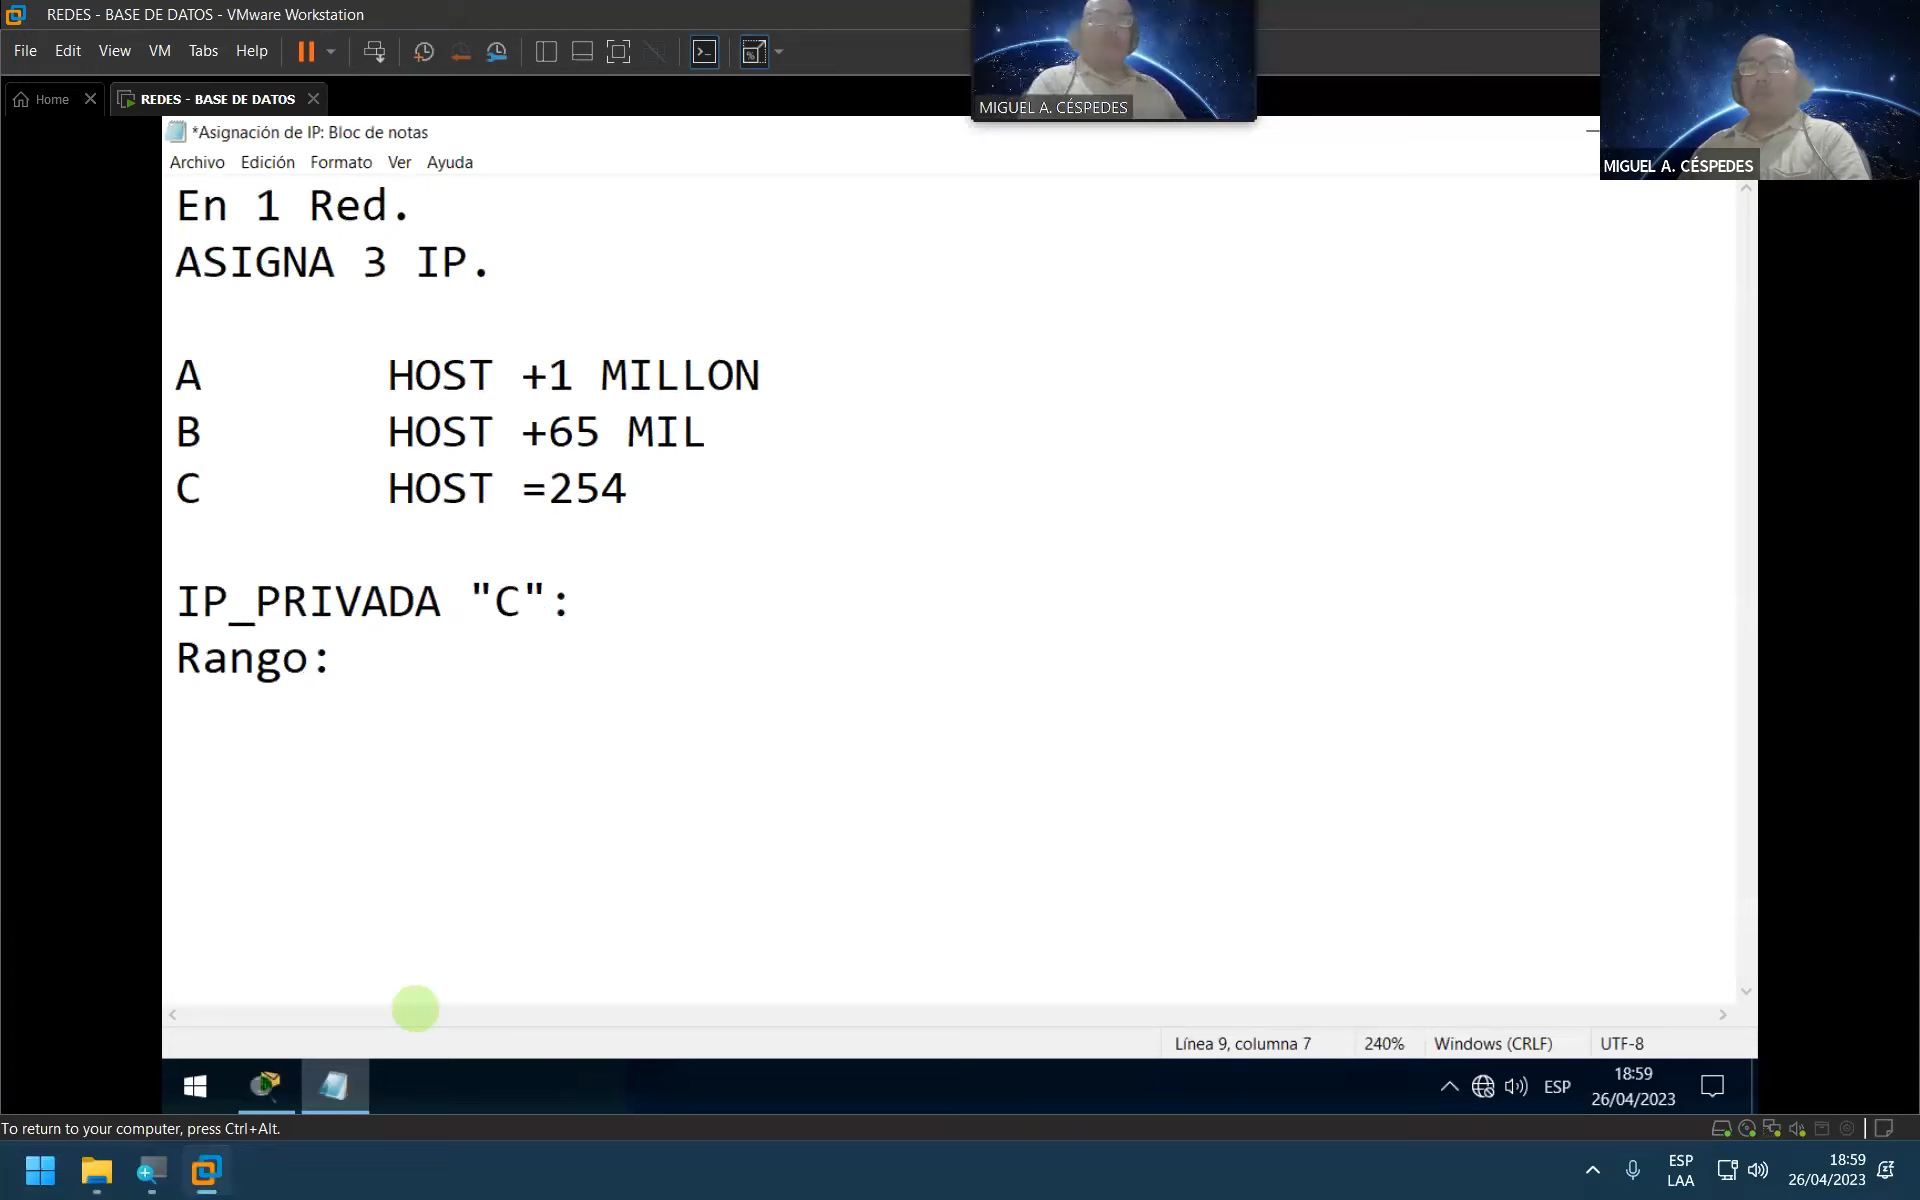 REDES - BASE DE DATOS - VMware Workstation
File Edit View VM Tabs Help
Home
REDES - BASE DE DATOS
MIGUEL A. CÉSPEDES
MIGUEL A. CÉSPEDES
*Asignación de IP: Bloc de notas
Archivo Edición Formato Ver Ayuda
En 1 Red.
ASIGNA 3 IP.
A HOST +1 MILLON
B HOST +65 MIL
C HOST =254
IP_PRIVADA "C":
Rango:
Línea 9, columna 7 240% Windows (CRLF) UTF-8
ESP
18:59
26/04/2023
To return to your computer, press Ctrl+Alt.
ESP
LAA
18:59
26/04/2023